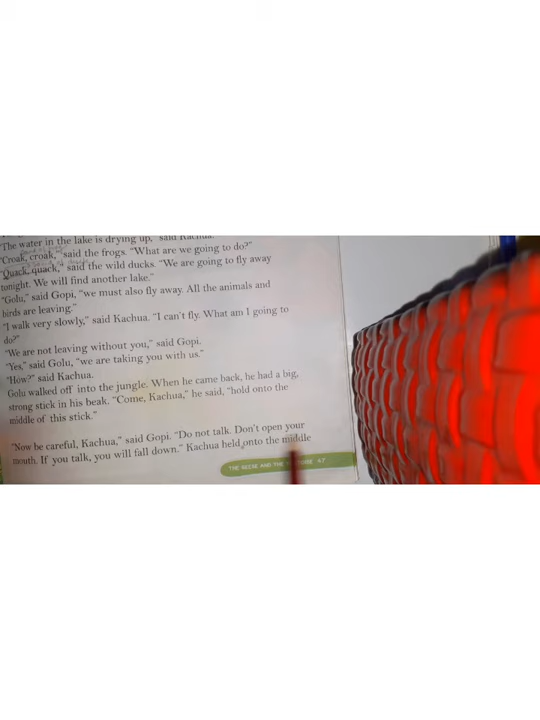 "The water in the lake is drying up," said Kachua.
"Croak, croak," said the frogs. "What are we going to do?"
"Quack, quack," said the wild ducks. "We are going to fly away
tonight. We will find another lake."
"Golu," said Gopi, "we must also fly away. All the animals and
birds are leaving."
"I walk very slowly," said Kachua. "I can't fly. What am I going to
do?"
"We are not leaving without you," said Gopi.
"Yes," said Golu, "we are taking you with us."
"How?" said Kachua.
Golu walked off into the jungle. When he came back, he had a big,
strong stick in his beak. "Come, Kachua," he said, "hold onto the
middle of this stick."
"Now be careful, Kachua," said Gopi. "Do not talk. Don't open your
mouth. If you talk, you will fall down." Kachua held onto the middle
THE GEESE AND THE 47